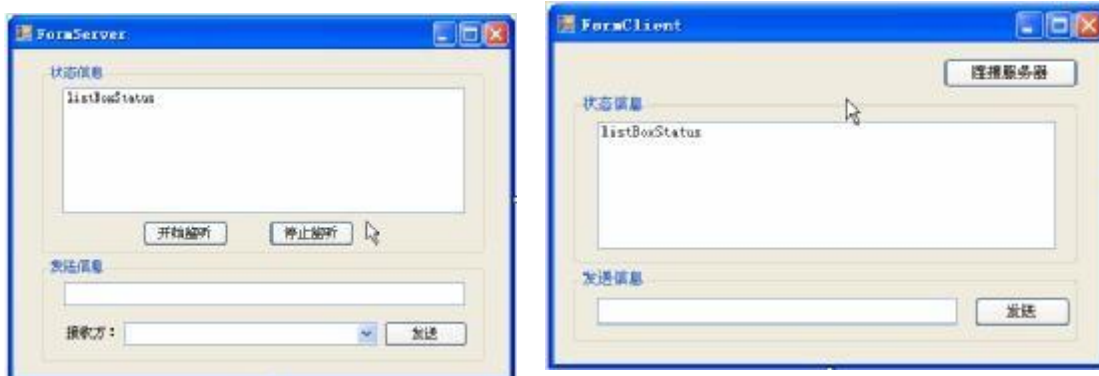 FormServer
状态信息
listBoxStatus
开始监听
停止监听
发送信息
接收方：
发送
FormClient
连接服务器
状态信息
listBoxStatus
发送信息
发送